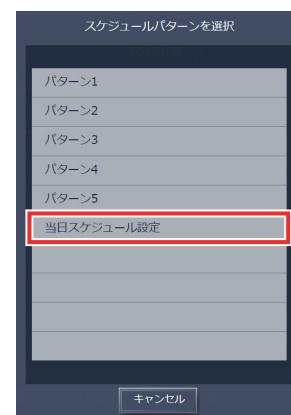 スケジュールパターンを選択
パターン1
パターン2
パターン3
パターン4
パターン5
当日スケジュール設定
キャンセル